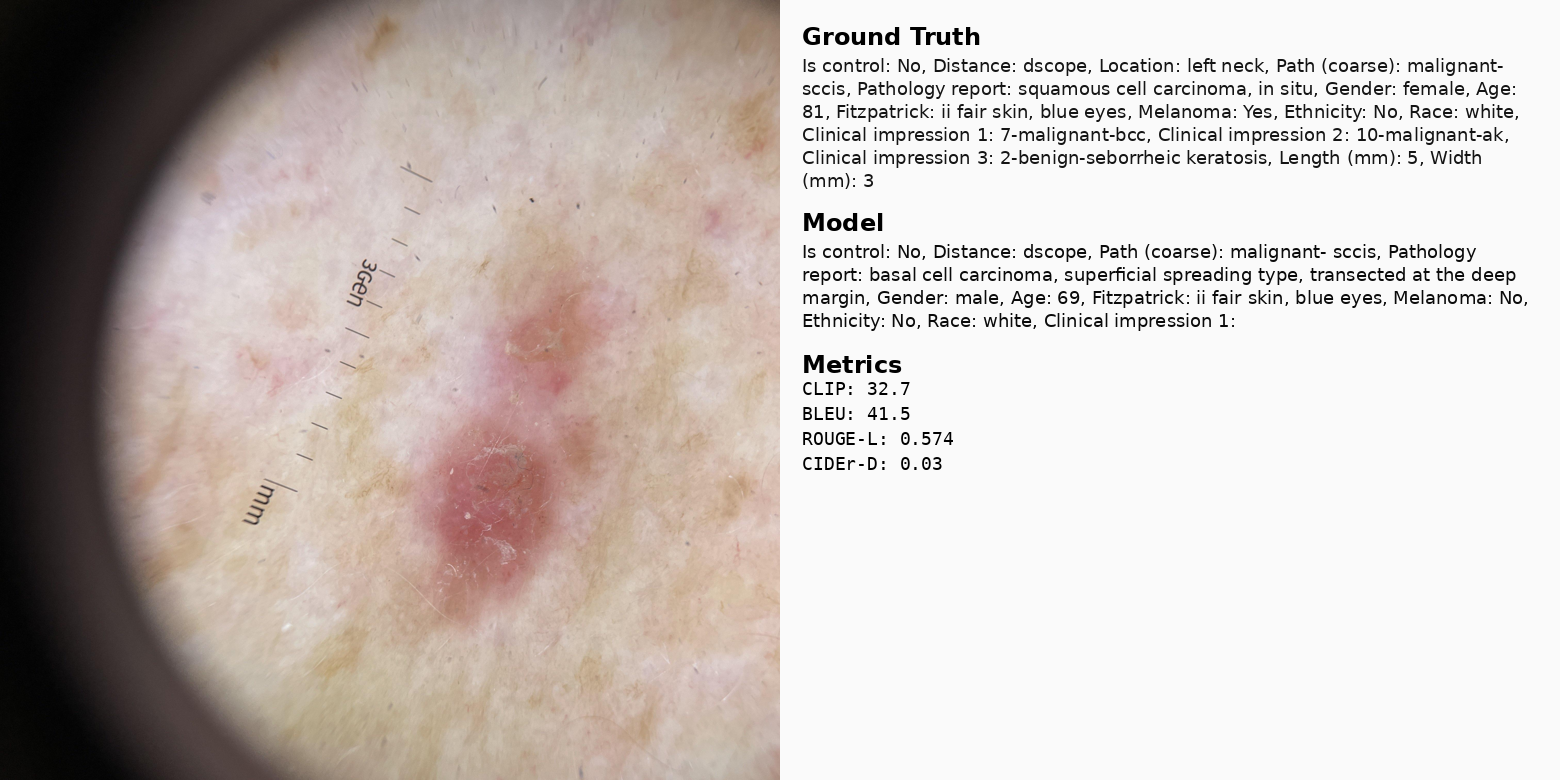 3Gen
mm
Ground Truth
Is control: No, Distance: dscope, Location: left neck, Path (coarse): malignant-
sccis, Pathology report: squamous cell carcinoma, in situ, Gender: female, Age:
81, Fitzpatrick: ii fair skin, blue eyes, Melanoma: Yes, Ethnicity: No, Race: white,
Clinical impression 1: 7-malignant-bcc, Clinical impression 2: 10-malignant-ak,
Clinical impression 3: 2-benign-seborrheic keratosis, Length (mm): 5, Width
(mm): 3
Model
Is control: No, Distance: dscope, Path (coarse): malignant- sccis, Pathology
report: basal cell carcinoma, superficial spreading type, transected at the deep
margin, Gender: male, Age: 69, Fitzpatrick: ii fair skin, blue eyes, Melanoma: No,
Ethnicity: No, Race: white, Clinical impression 1:
Metrics
CLIP: 32.7
BLEU: 41.5
ROUGE-L: 0.574
CIDEr-D: 0.03